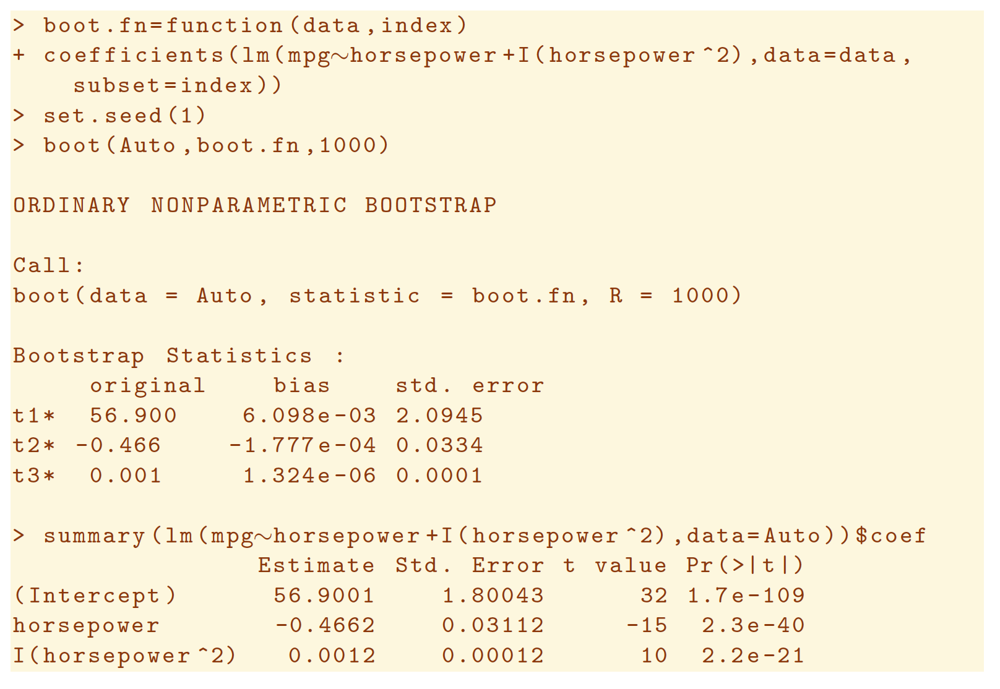 > boot.fn=function(data,index)
+ coefficients(lm(mpg~horsepower+I(horsepower^2),data=data,
    subset=index))
> set.seed(1)
> boot(Auto,boot.fn,1000)
ORDINARY NONPARAMETRIC BOOTSTRAP
Call:
boot(data = Auto, statistic = boot.fn, R = 1000)
Bootstrap Statistics :
     original     bias    std. error
t1*  56.900    6.098e-03 2.0945
t2* -0.466    -1.777e-04 0.0334
t3*  0.001     1.324e-06 0.0001
> summary(lm(mpg~horsepower+I(horsepower^2),data=Auto))$coef
                Estimate Std. Error t value Pr(>|t|)
(Intercept)      56.9001    1.80043      32 1.7e-109
horsepower       -0.4662    0.03112     -15  2.3e-40
I(horsepower^2)   0.0012    0.00012      10  2.2e-21